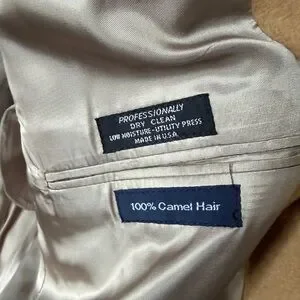 PROFESSIONALLY
DRY CLEAN
LOW MOISTURE-UTILITY PRESS
MADE IN U.S.A.
100% Camel Hair